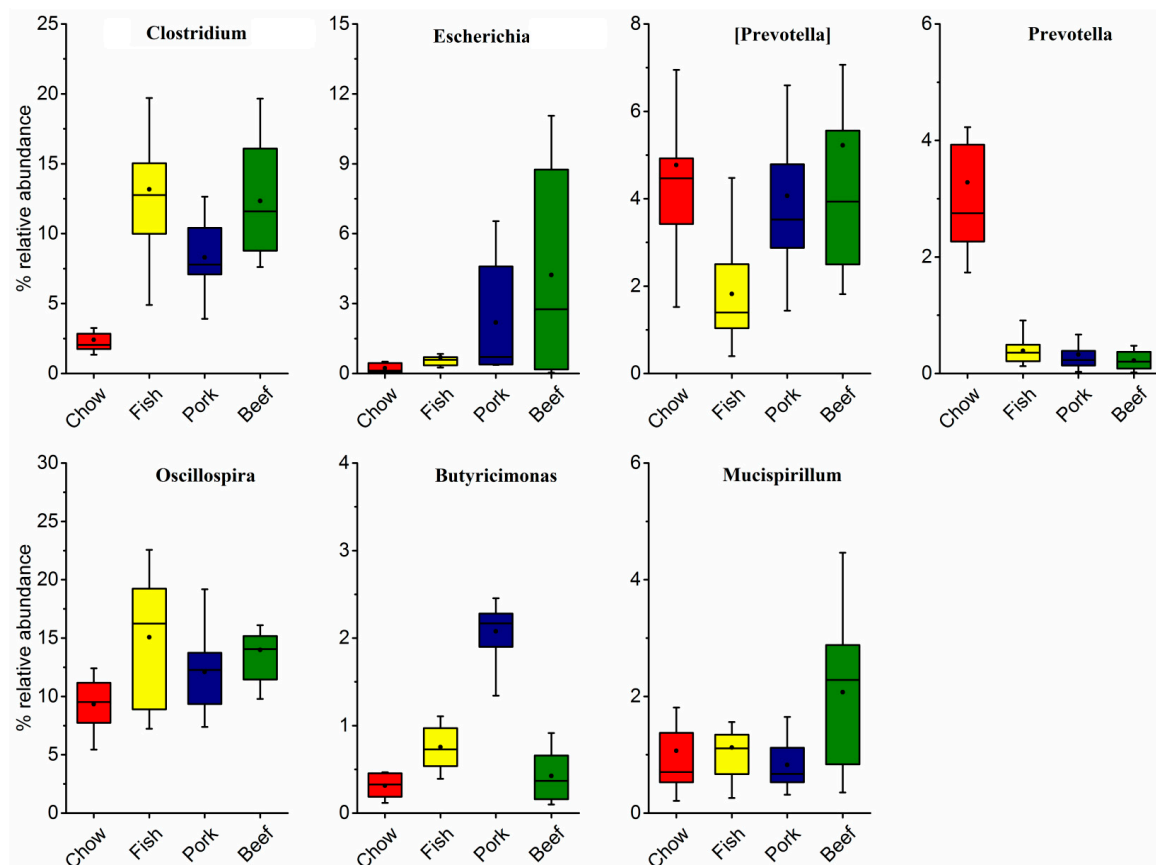 Clostridium
Escherichia
[Prevotella]
Prevotella
% relative abundance
25
20
15
10
5
0
Chow
Fish
Pork
Beef
15
12
9
6
3
0
Chow
Fish
Pork
Beef
8
6
4
2
0
Chow
Fish
Pork
Beef
6
4
2
0
Chow
Fish
Pork
Beef
Oscillospira
Butyricimonas
Mucispirillum
% relative abundance
30
25
20
15
10
5
0
Chow
Fish
Pork
Beef
4
3
2
1
0
Chow
Fish
Pork
Beef
6
4
2
0
Chow
Fish
Pork
Beef